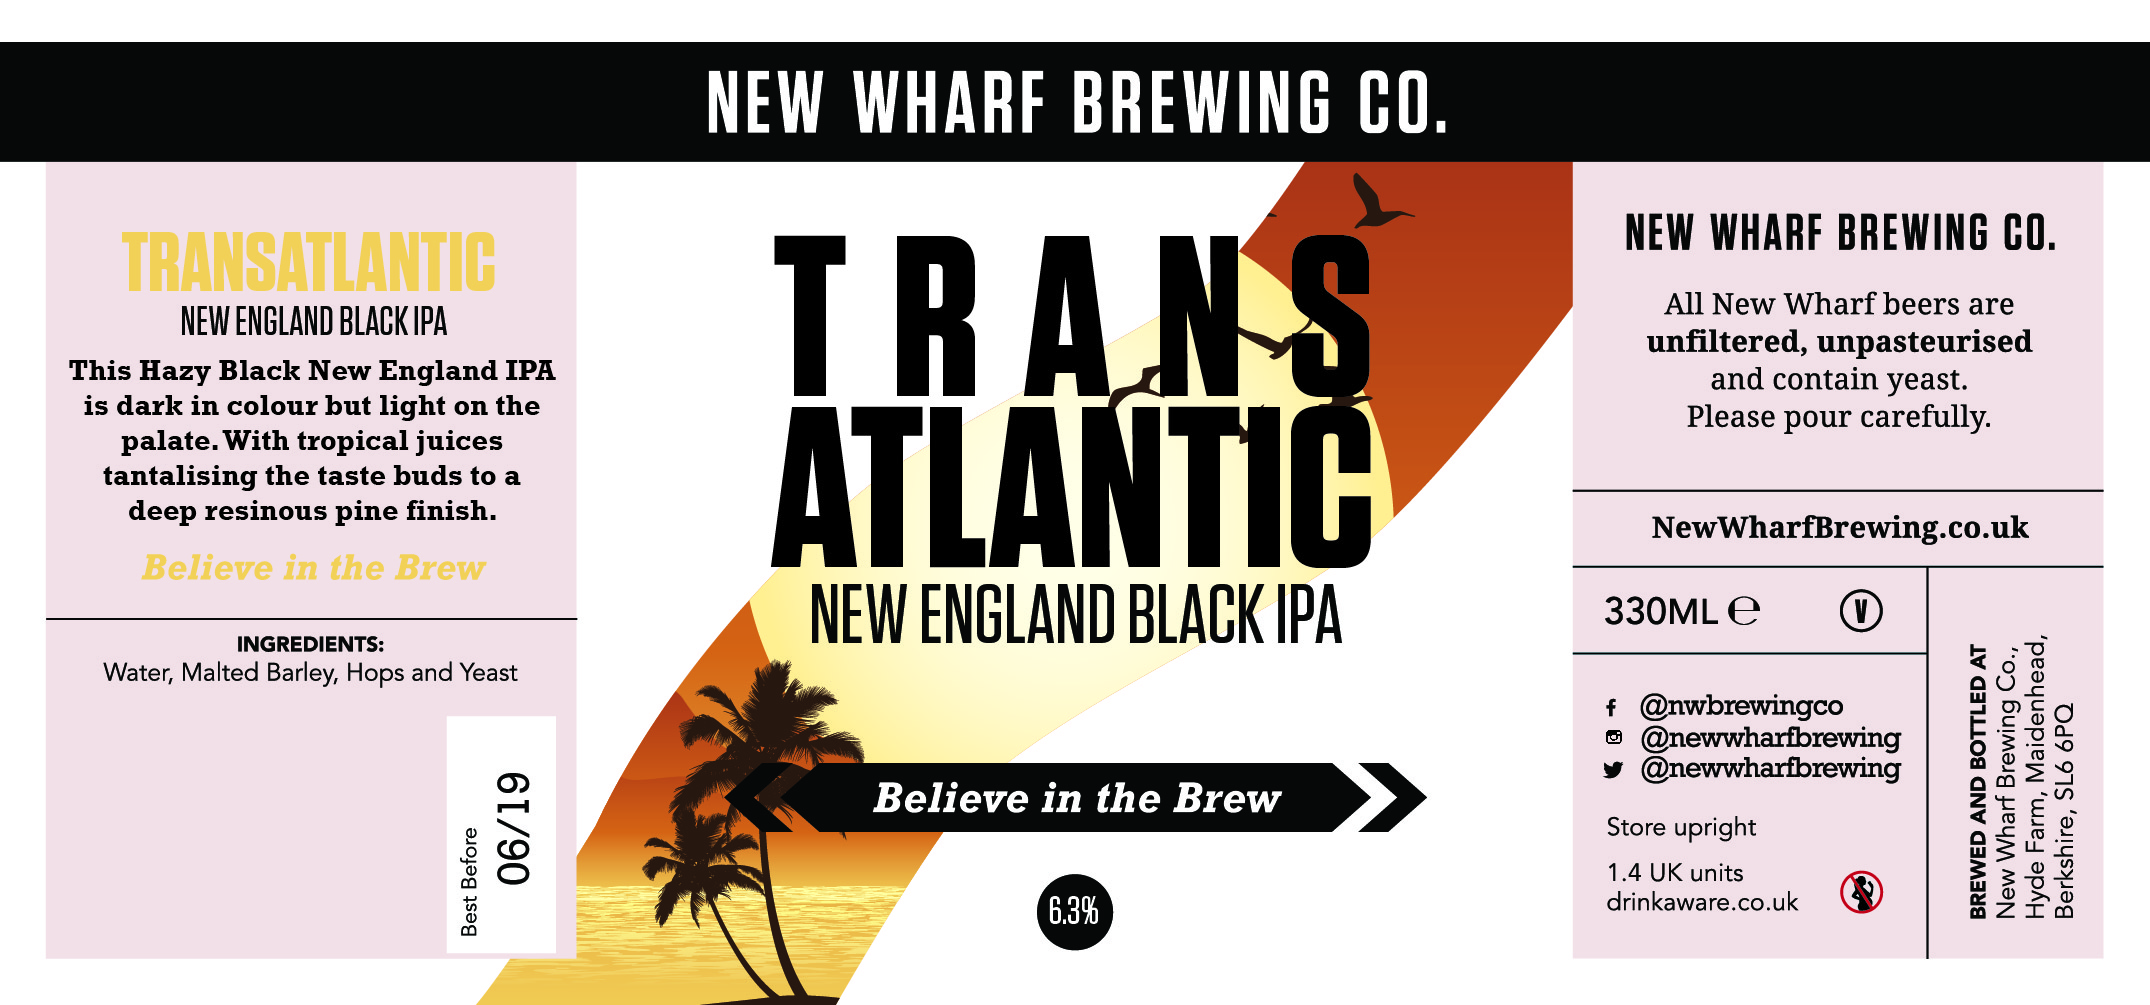 NEW WHARF BREWING CO.
TRANSATLANTIC
NEW ENGLAND BLACK IPA
This Hazy Black New England IPA
is dark in colour but light on the
palate. With tropical juices
tantalising the taste buds to a
deep resinous pine finish.
Believe in the Brew
INGREDIENTS:
Water, Malted Barley, Hops and Yeast
Best Before
06/19
TRANS
ATLANTIC
NEW ENGLAND BLACK IPA
Believe in the Brew
6.3%
NEW WHARF BREWING CO.
All New Wharf beers are
unfiltered, unpasteurised
and contain yeast.
Please pour carefully.
NewWharfBrewing.co.uk
330ML ℮
V
@nwbrewingco
@newwharfbrewing
@newwharfbrewing
Store upright
1.4 UK units
drinkaware.co.uk
BREWED AND BOTTLED AT
New Wharf Brewing Co.,
Hyde Farm, Maidenhead,
Berkshire, SL6 6PQ